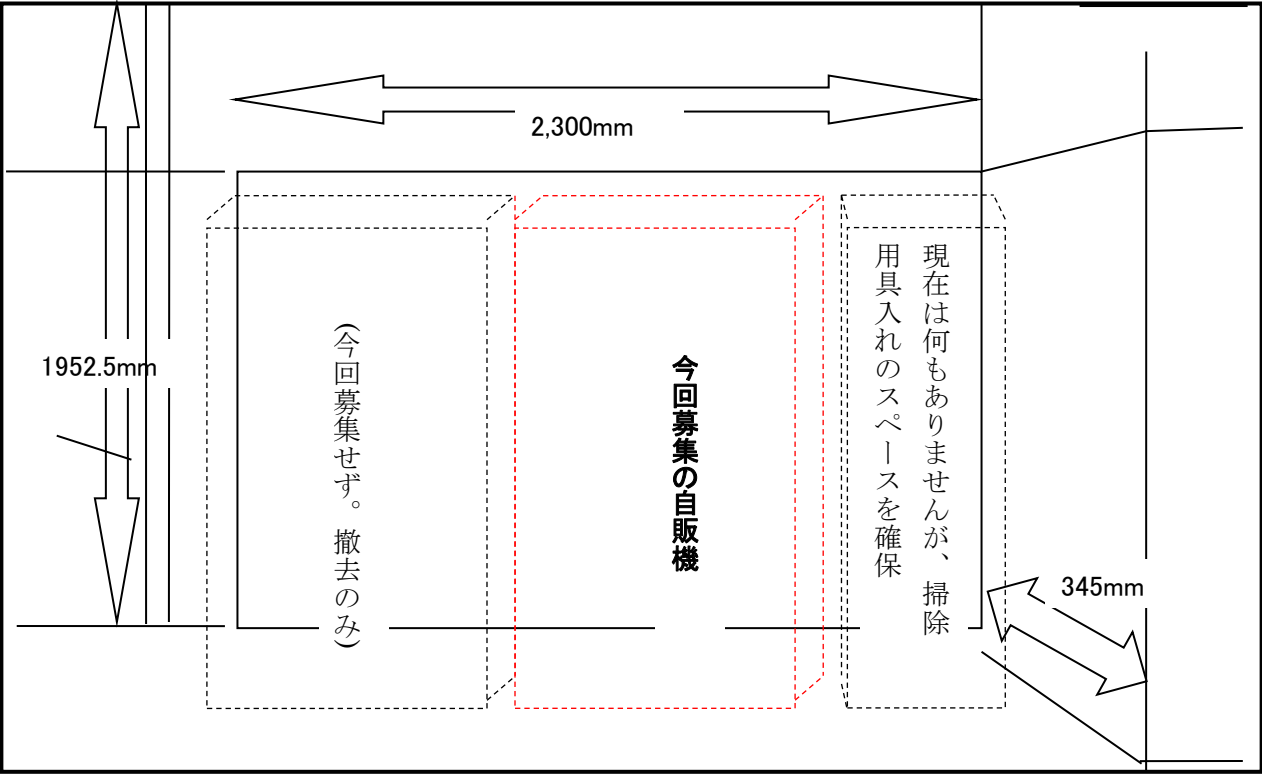 2,300mm
1952.5mm
(今回募集せず。撤去のみ)
今回募集の自販機
現在は何もありませんが、掃除
用具入れのスペースを確保
345mm